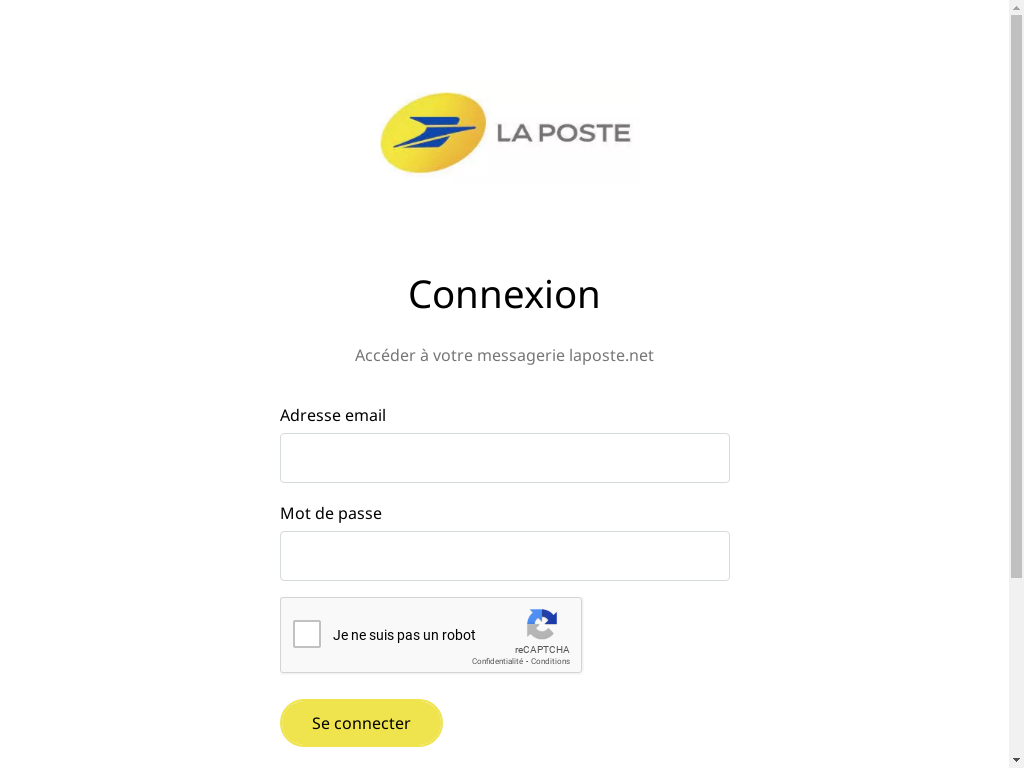 LA POSTE
Connexion
Accéder à votre messagerie laposte.net
Adresse email
Mot de passe
Je ne suis pas un robot
reCAPTCHA
Confidentialité - Conditions
Se connecter